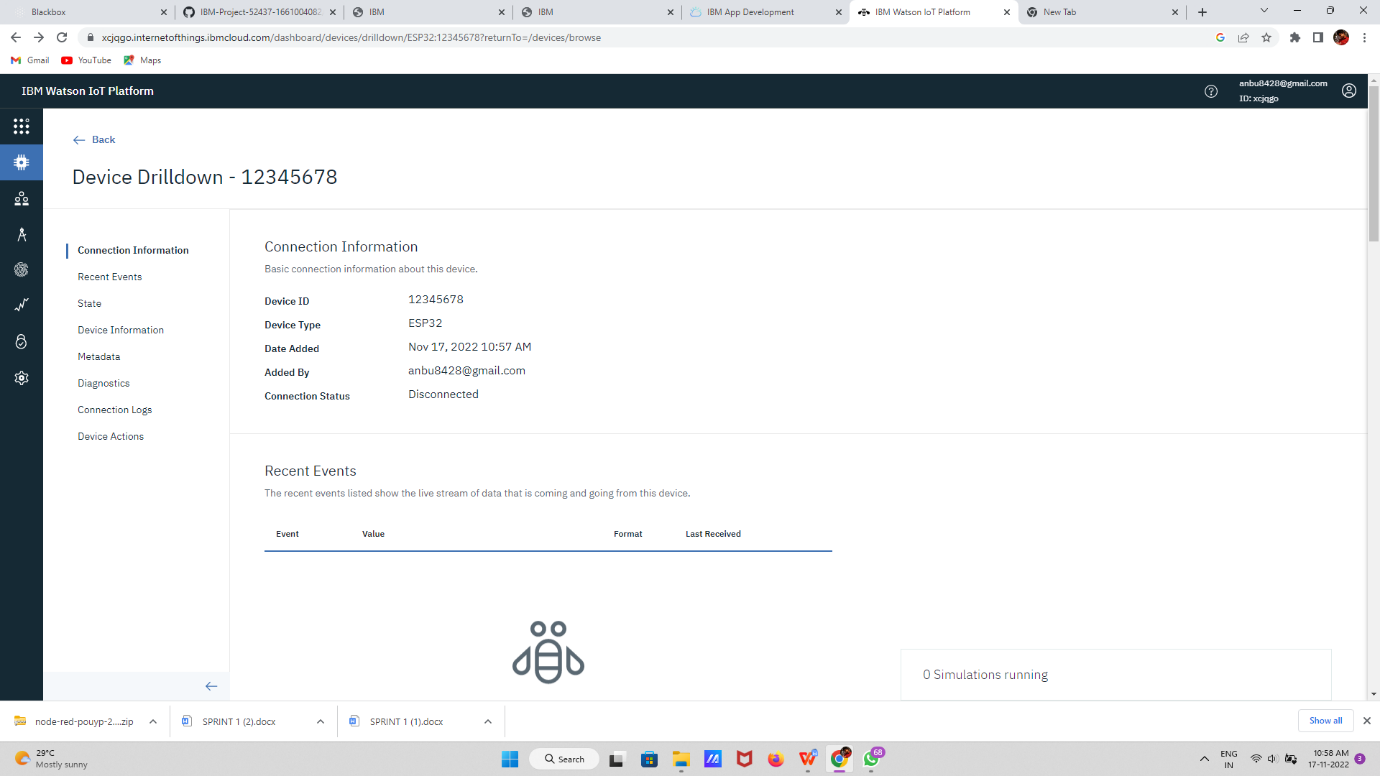 Blackbox
IBM-Project-52437-1661004082
IBM
IBM
IBM App Development
IBM Watson IoT Platform
New Tab
xcjqgo.internetofthings.ibmcloud.com/dashboard/devices/drilldown/ESP32:12345678?returnTo=/devices/browse
Gmail
YouTube
Maps
IBM Watson IoT Platform
anbu8428@gmail.com
ID: xcjqgo
Back
Device Drilldown - 12345678
Connection Information
Recent Events
State
Device Information
Metadata
Diagnostics
Connection Logs
Device Actions
Connection Information
Basic connection information about this device.
Device ID 12345678
Device Type ESP32
Date Added Nov 17, 2022 10:57 AM
Added By anbu8428@gmail.com
Connection Status Disconnected
Recent Events
The recent events listed show the live stream of data that is coming and going from this device.
Event Value Format Last Received
0 Simulations running
node-red-pouyp-2....zip
SPRINT 1 (2).docx
SPRINT 1 (1).docx
Show all
29°C
Mostly sunny
Search
68
ENG
IN
10:58 AM
17-11-2022
3